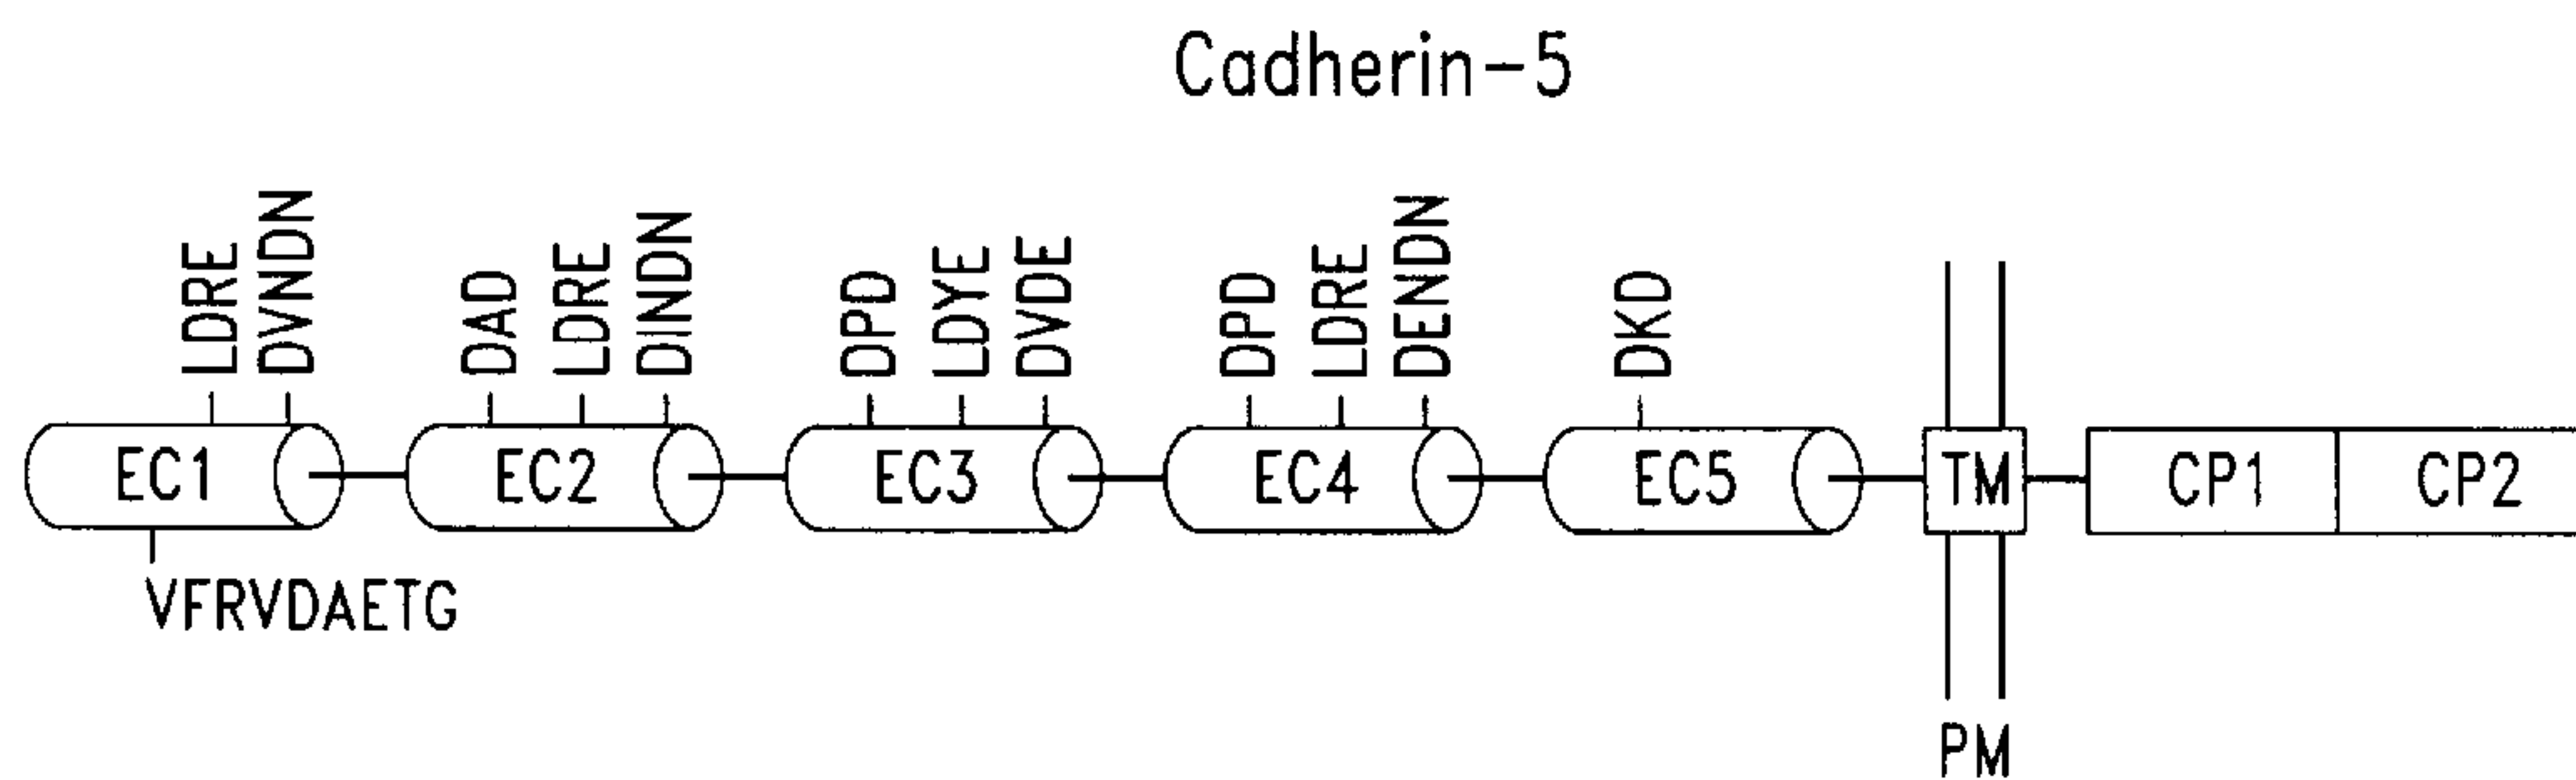 Cadherin-5
LDRE
DVNDN
DAD
LDRE
DINDN
DPD
LDYE
DVDE
DPD
LDRE
DENDN
DKD
EC1
EC2
EC3
EC4
EC5
TM
CP1
CP2
VFRVDAETG
PM